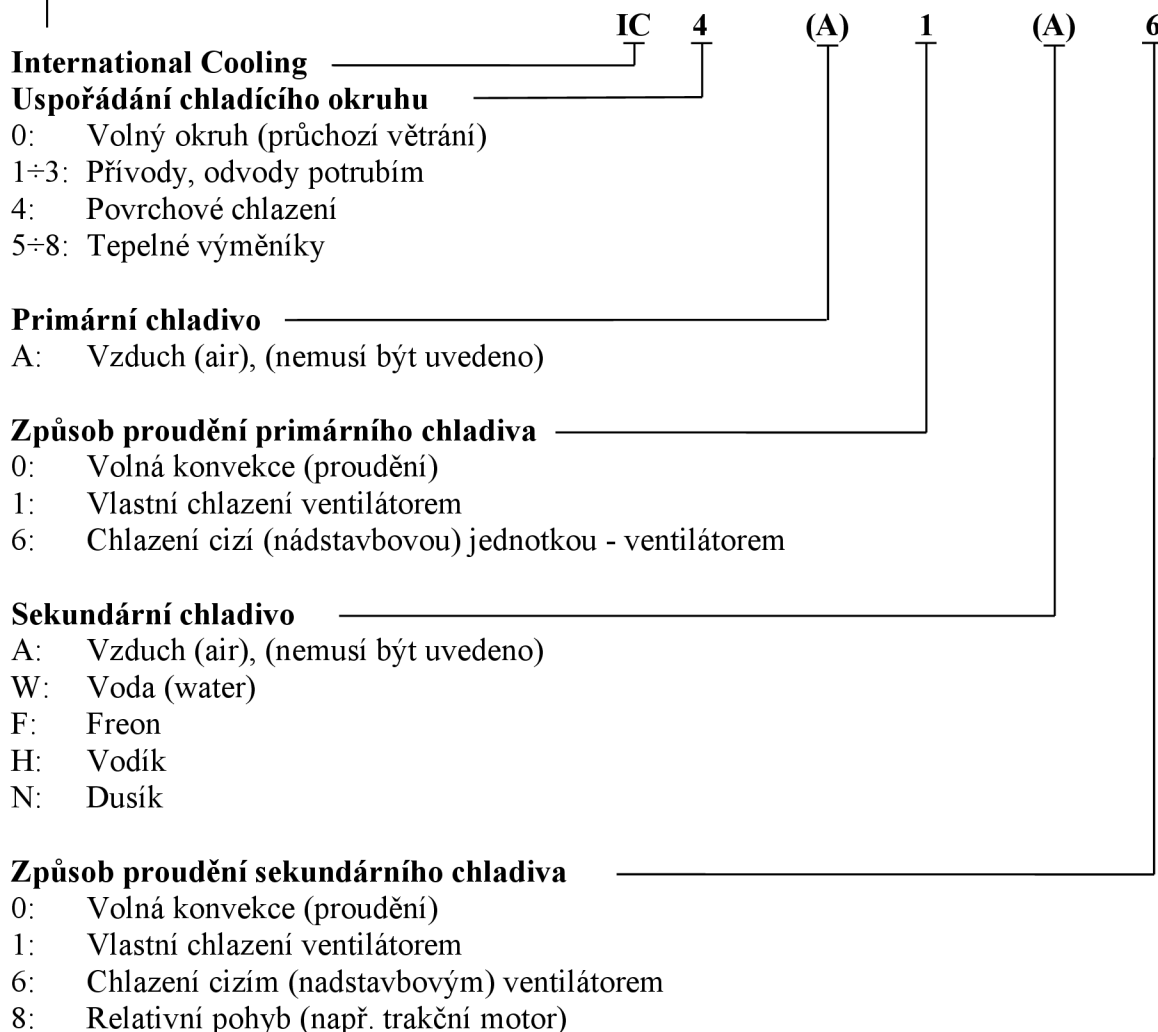 IC 4 (A) 1 (A) 6
International Cooling
Uspořádání chladícího okruhu
0: Volný okruh (průchozí větrání)
1÷3: Přívody, odvody potrubím
4: Povrchové chlazení
5÷8: Tepelné výměníky
Primární chladivo
A: Vzduch (air), (nemusí být uvedeno)
Způsob proudění primárního chladiva
0: Volná konvekce (proudění)
1: Vlastní chlazení ventilátorem
6: Chlazení cizí (nádstavbovou) jednotkou - ventilátorem
Sekundární chladivo
A: Vzduch (air), (nemusí být uvedeno)
W: Voda (water)
F: Freon
H: Vodík
N: Dusík
Způsob proudění sekundárního chladiva
0: Volná konvekce (proudění)
1: Vlastní chlazení ventilátorem
6: Chlazení cizím (nadstavbovým) ventilátorem
8: Relativní pohyb (např. trakční motor)